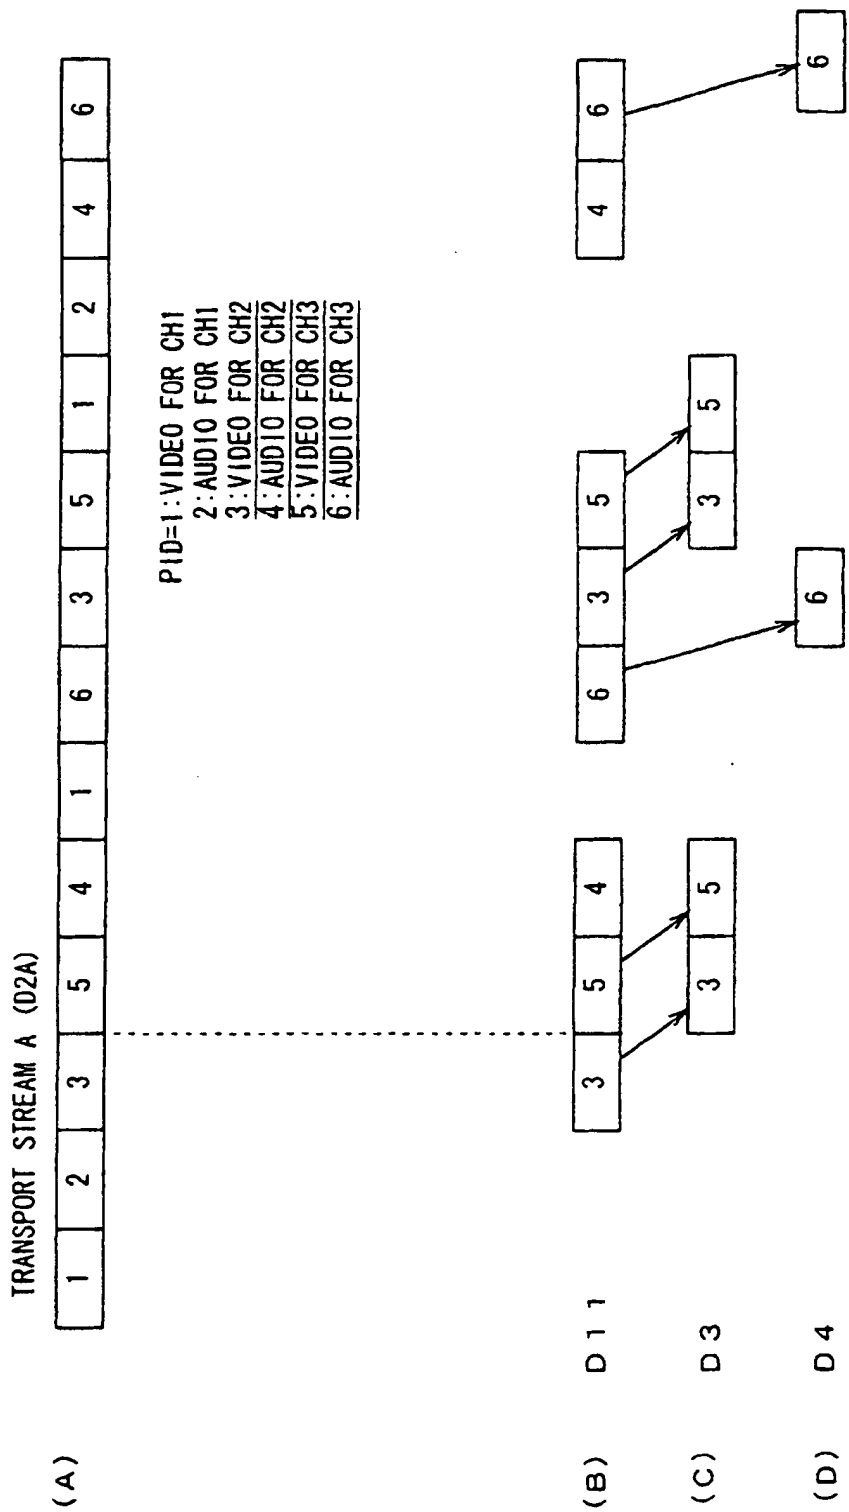 TRANSPORT STREAM A (D2A)
(A) 1 2 3 5 4 1 6 3 5 1 2 4 6
PID=1:VIDEO FOR CH1
2:AUDIO FOR CH1
3:VIDEO FOR CH2
4:AUDIO FOR CH2
5:VIDEO FOR CH3
6:AUDIO FOR CH3
(B) D11 3 5 4 6 3 5 4 6
(C) D3 3 5 3 5
(D) D4 6 6